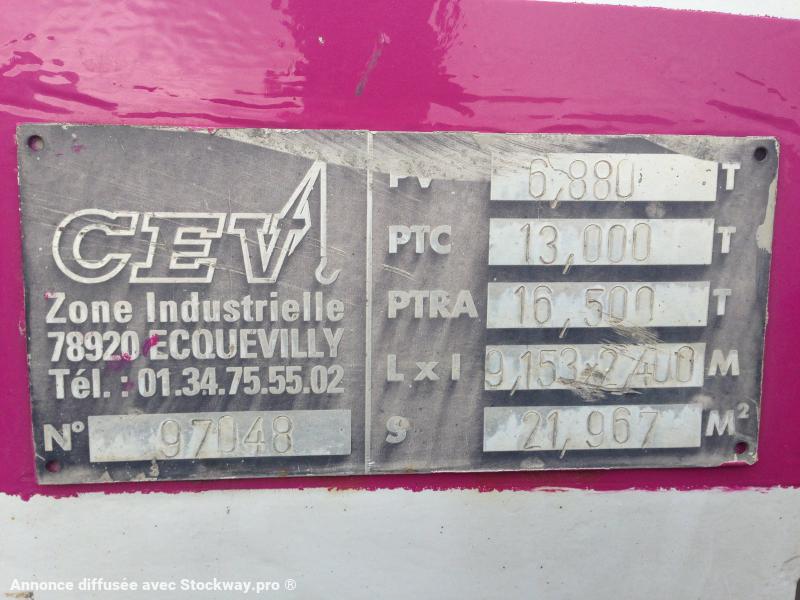 CEV
Zone Industrielle
78920 ECQUEVILLY
Tél. : 01.34.75.55.02
N° 97048
PV 6,880 T
PTC 13,000 T
PTRA 16,500 T
L x l 9,153 2,400 M
S 21,967 M²
Annonce diffusée avec Stockway.pro ®